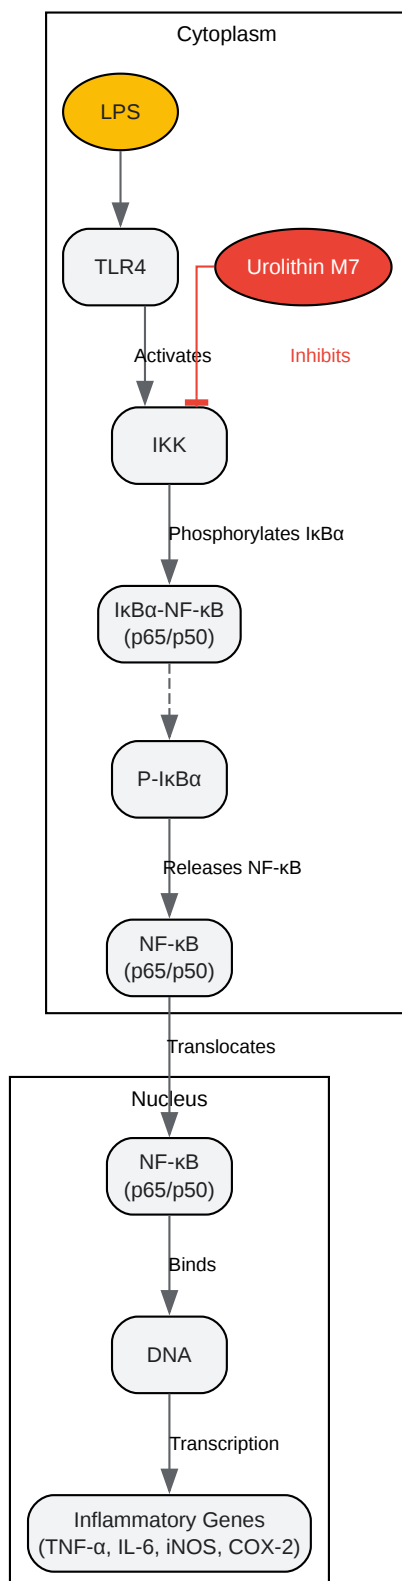 Cytoplasm
LPS
TLR4
Urolithin M7
Activates
Inhibits
IKK
Phosphorylates IκBα
IκBα-NF-κB
(p65/p50)
P-IκBα
Releases NF-κB
NF-κB
(p65/p50)
Translocates
Nucleus
NF-κB
(p65/p50)
Binds
DNA
Transcription
Inflammatory Genes
(TNF-α, IL-6, iNOS, COX-2)